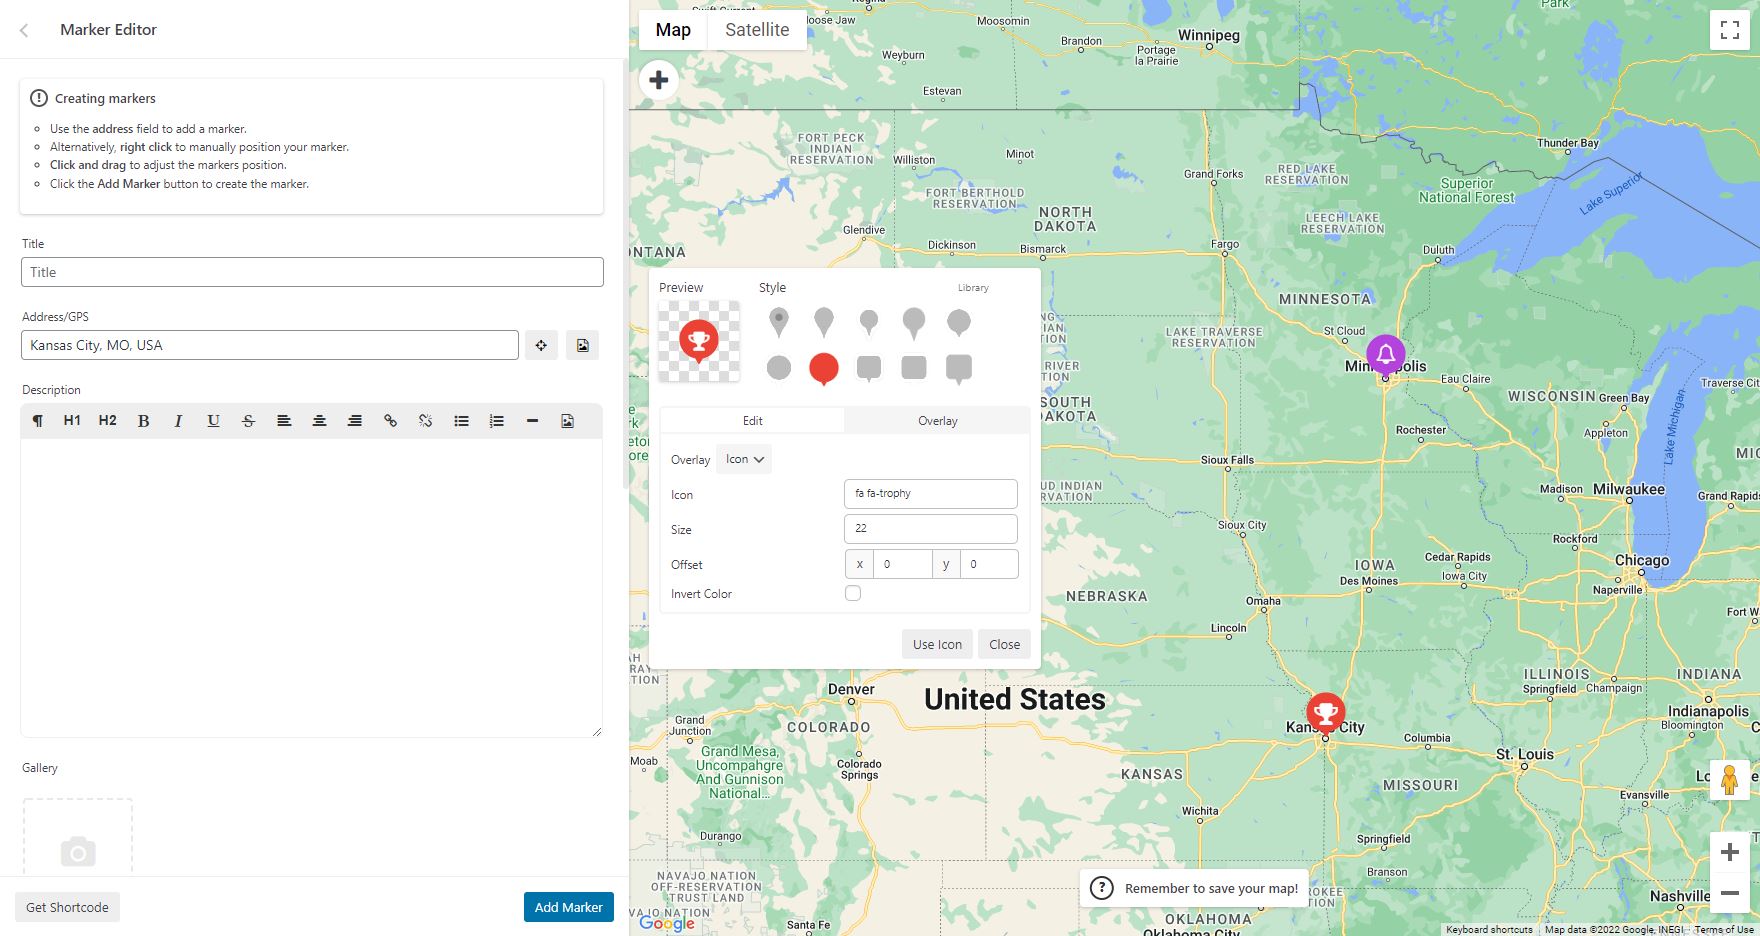 Marker Editor
Creating markers
Use the address field to add a marker.
Alternatively, right click to manually position your marker.
Click and drag to adjust the markers position.
Click the Add Marker button to create the marker.
Title
Title
Address/GPS
Kansas City, MO, USA
Description
¶ H1 H2 B I U S
Gallery
Get Shortcode
Add Marker
Map
Satellite
Preview
Style
Library
Edit
Overlay
Overlay Icon
Icon fa fa-trophy
Size 22
Offset x 0 y 0
Invert Color
Use Icon
Close
Regina
Moose Jaw
Moosomin
Park
Brandon
Portage
la Prairie
Winnipeg
Weyburn
Estevan
Thunder Bay
FORT PECK
INDIAN
RESERVATION
Williston
Minot
Grand Forks
RED LAKE
RESERVATION
Superior
National Forest
Lake Superior
FORT BERTHOLD
RESERVATION
NORTH
DAKOTA
LEECH LAKE
RESERVATION
Glendive
Dickinson
Bismarck
Fargo
Duluth
NTANA
MINNESOTA
St Cloud
LAKE TRAVERSE
RESERVATION
Eau Claire
WISCONSIN
Green Bay
Traverse Cit
Lake Michigan
RIVER
TION
SOUTH
DAKOTA
Rochester
Appleton
Sioux Falls
Madison
Milwaukee
Grand Rapids
Sioux City
Rockford
Cedar Rapids
Iowa City
Chicago
IOWA
Des Moines
Naperville
NEBRASKA
Omaha
Fort W
Lincoln
ILLINOIS
Springfield
Champaign
INDIANA
Denver
United States
Grand
Junction
COLORADO
Kansas City
Columbia
Indianapolis
Bloomington
Moab
Grand Mesa,
Uncompahgre
And Gunnison
National...
Colorado
Springs
KANSAS
St. Louis
MISSOURI
Evansville
Wichita
Durango
Springfield
NAVAJO NATION
OFF-RESERVATION
TRUST LAND
Branson
Remember to save your map!
Nashville
Google
Santa Fe
OKLAHOMA
Oklahoma City
Keyboard shortcuts
Map data ©2022 Google, INEGI
Terms of Use